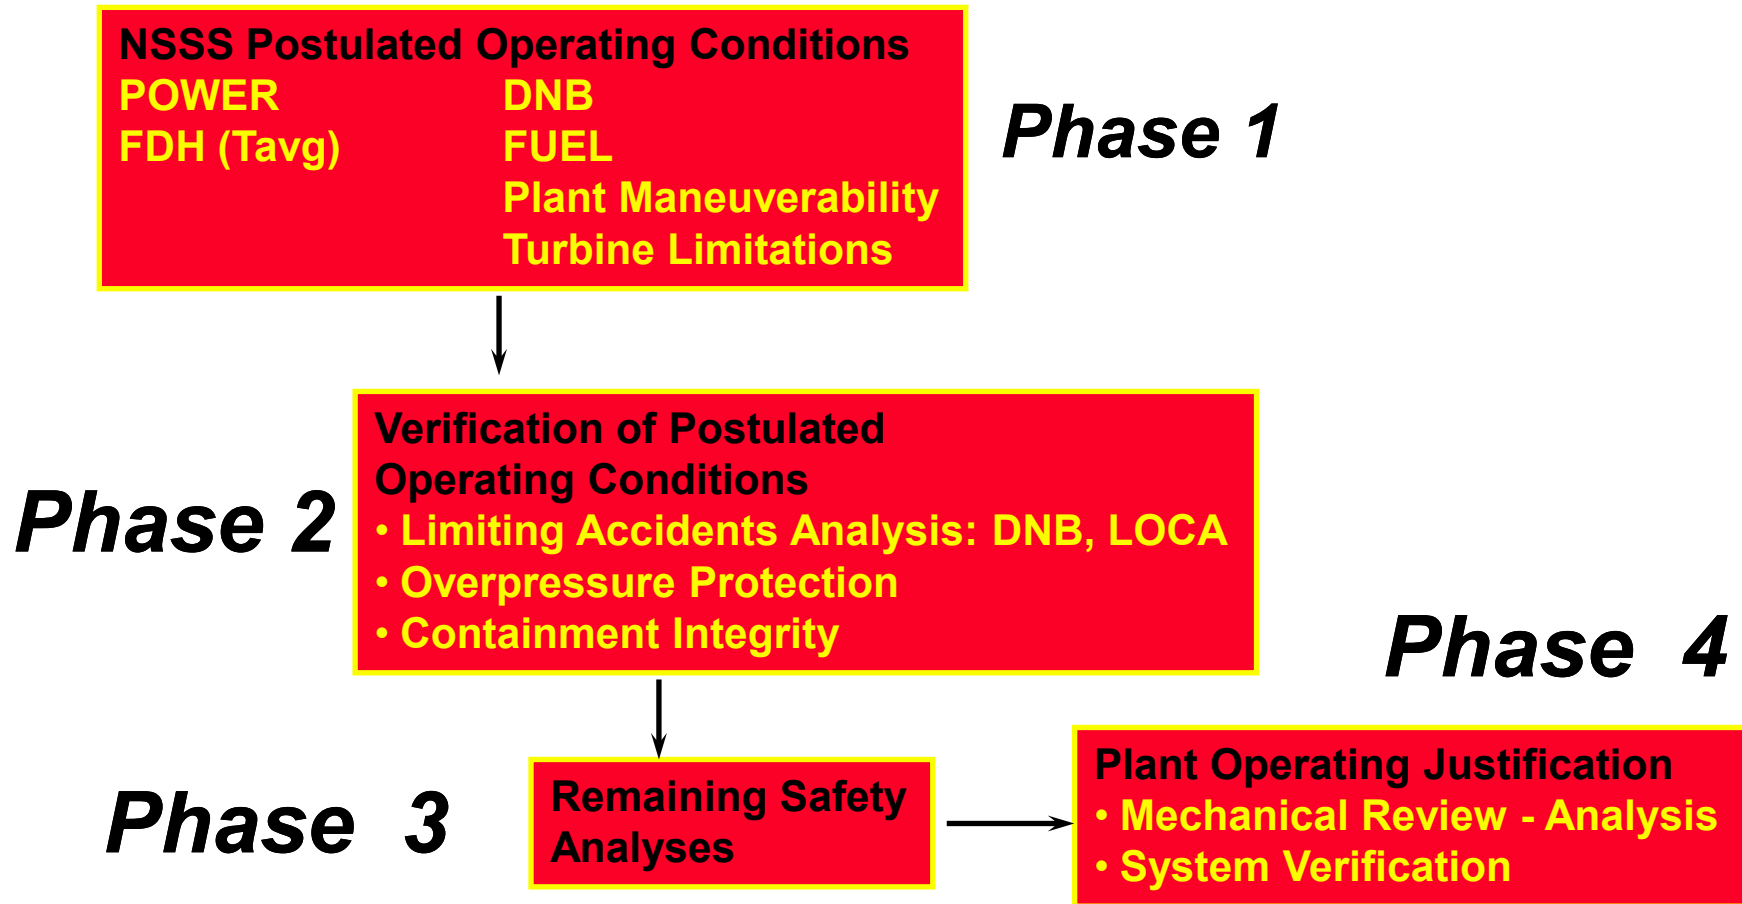 NSSS Postulated Operating Conditions
POWER DNB
FDH (Tavg) FUEL
Plant Maneuverability
Turbine Limitations
Phase 1
Verification of Postulated
Operating Conditions
• Limiting Accidents Analysis: DNB, LOCA
• Overpressure Protection
• Containment Integrity
Phase 2
Remaining Safety
Analyses
Phase 3
Phase 4
Plant Operating Justification
• Mechanical Review - Analysis
• System Verification